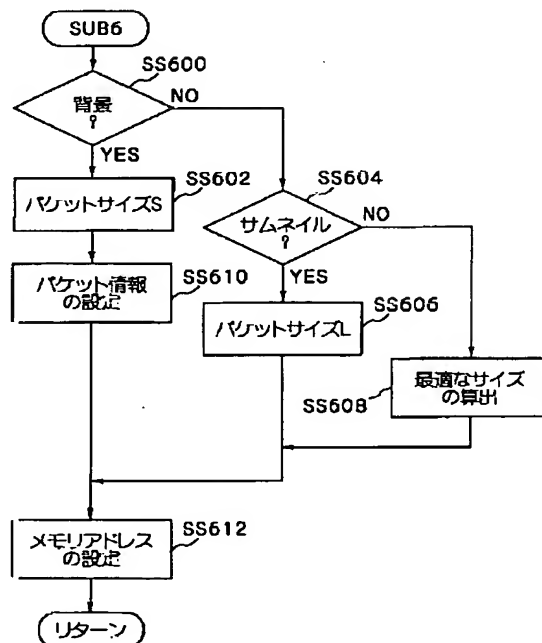 SUB6
SS600
背景
?
NO
YES
SS602
パケットサイズS
SS604
サムネイル
?
NO
YES
パケット情報
の設定
SS610
SS606
パケットサイズL
最適なサイズ
の算出
SS608
メモリアドレス
の設定
SS612
リターン